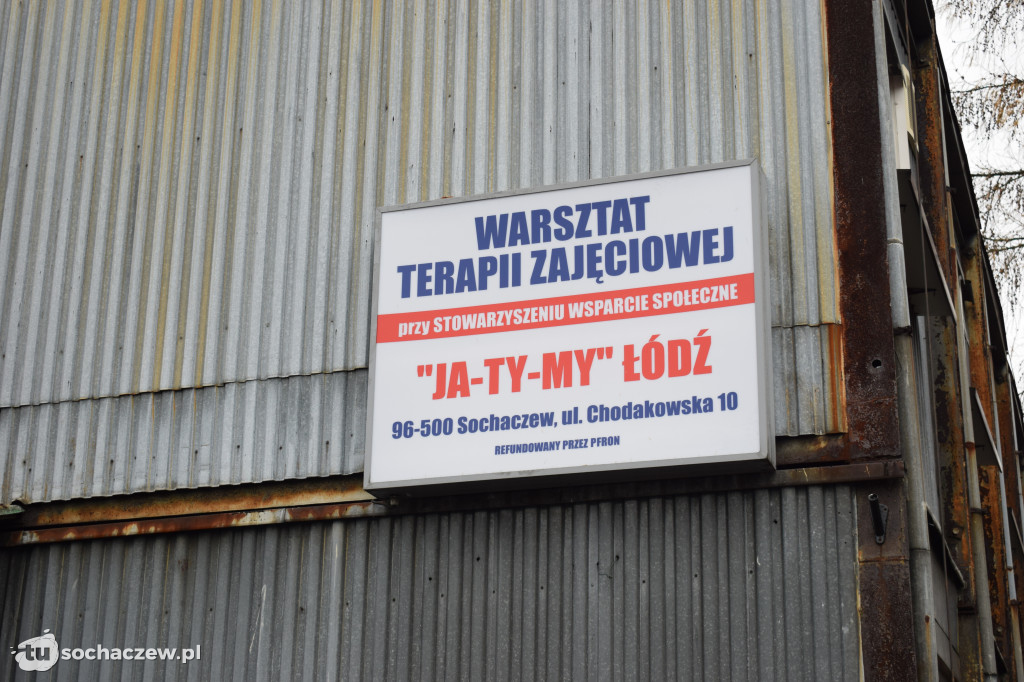 WARSZTAT
TERAPII ZAJĘCIOWEJ
przy STOWARZYSZENIU WSPARCIE SPOŁECZNE
"JA-TY-MY" ŁÓDŹ
96-500 Sochaczew, ul. Chodakowska 10
REFUNDOWANY PRZEZ PFRON
tu sochaczew.pl